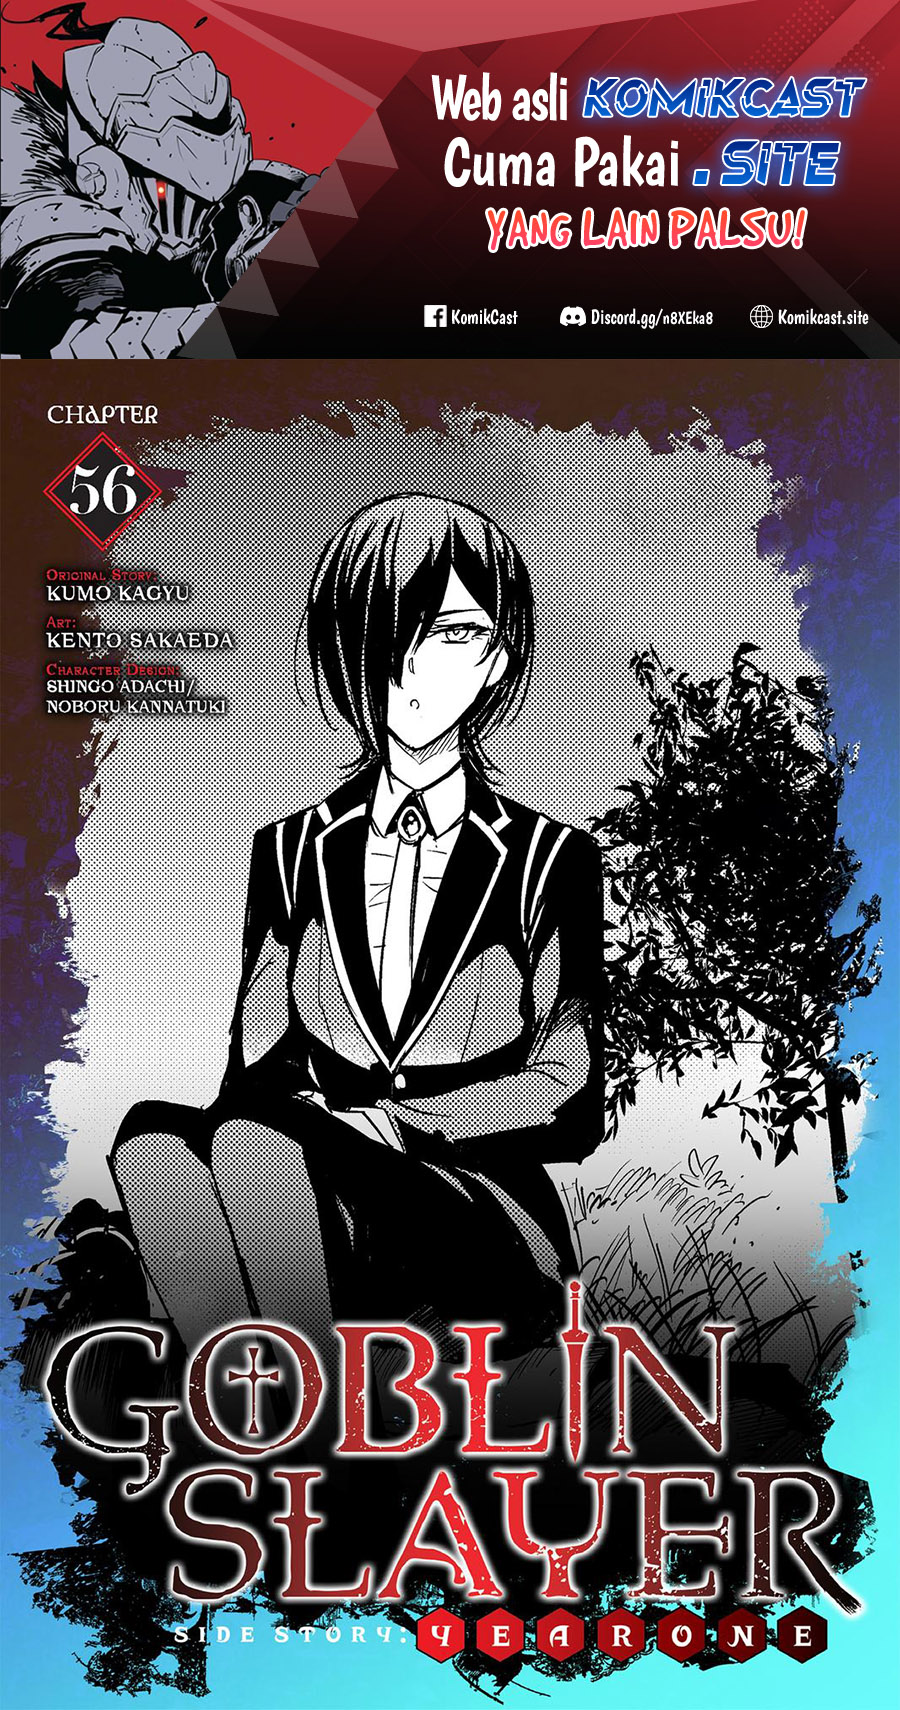 Web asli KOMIKCAST
Cuma Pakai .SITE
YANG LAIN PALSU!
KomikCast
Discord.gg/n8XEka8
Komikcast.site
CHAPTER
56
ORIGINAL STORY:
KUMO KAGYU
ART:
KENTO SAKAEDA
CHARACTER DESIGN:
SHINGO ADACHI/
NOBORU KANNATUKI
GOBLIN
SLAYER
SIDE STORY: YEAR ONE